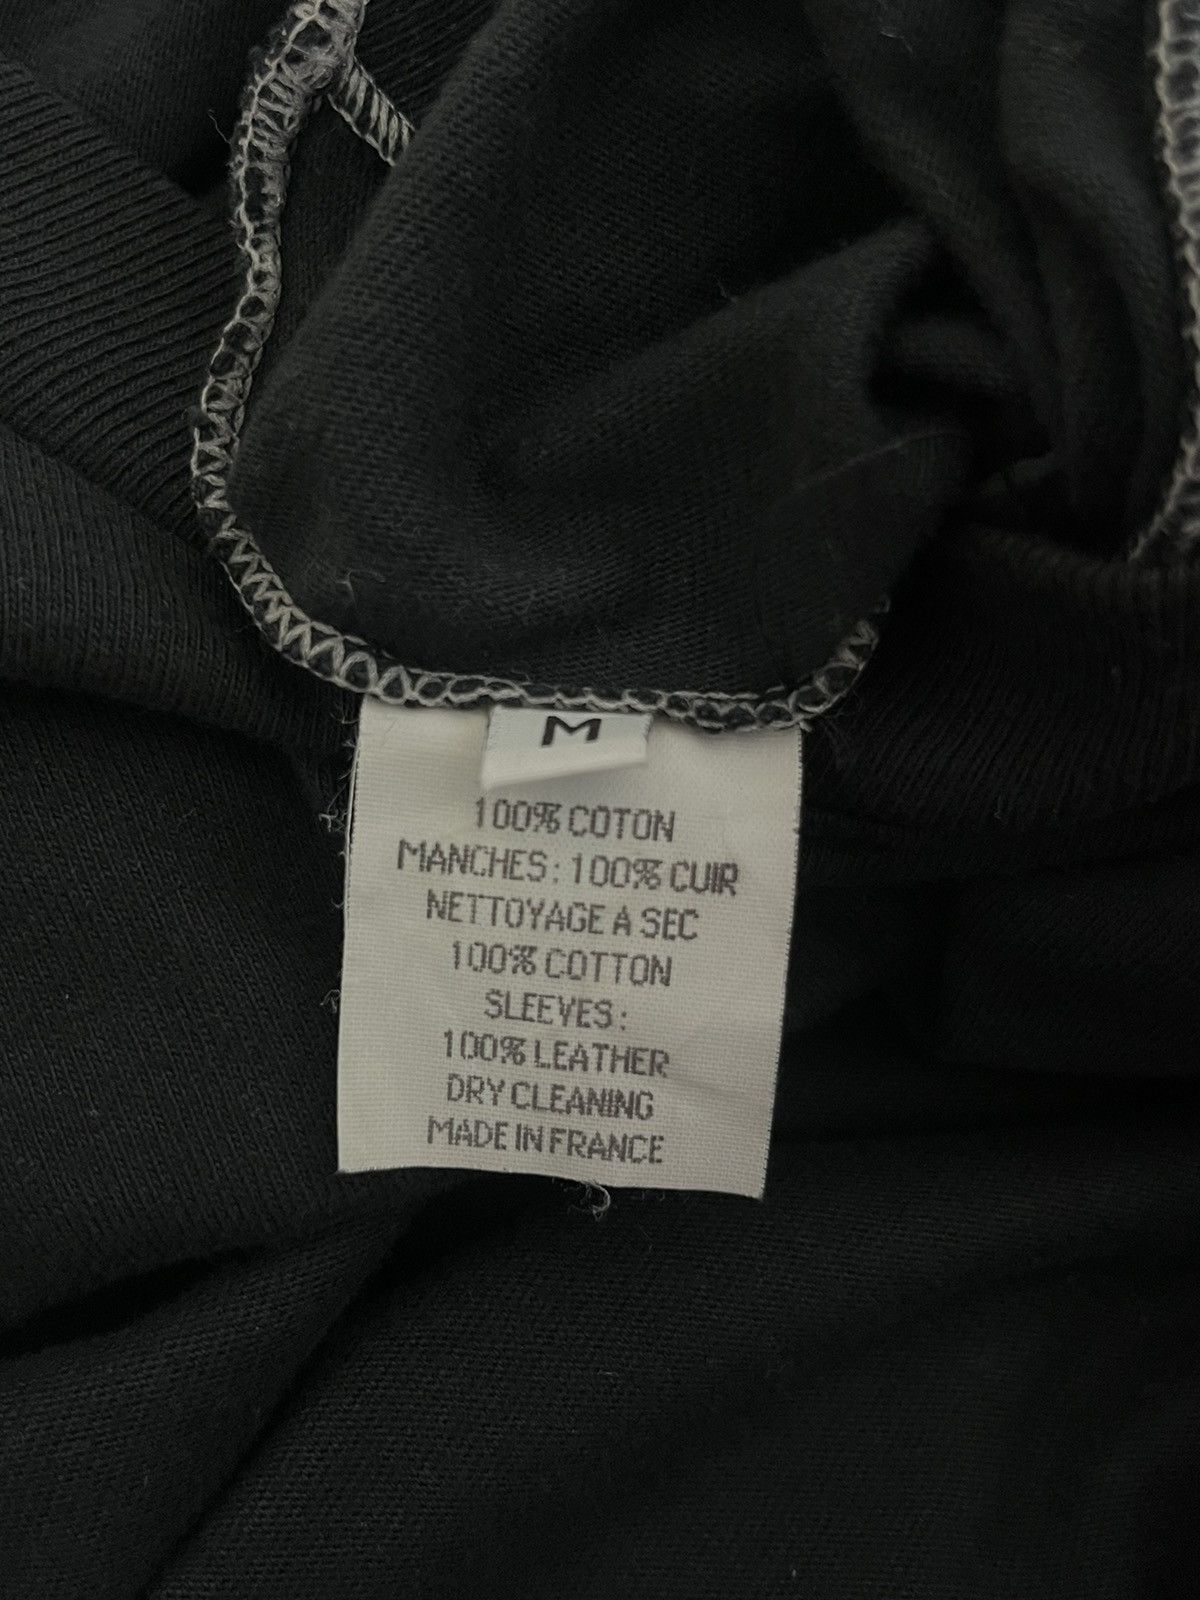 M
100% COTON
MANCHES: 100% CUIR
NETTOYAGE A SEC
100% COTTON
SLEEVES:
100% LEATHER
DRY CLEANING
MADE IN FRANCE